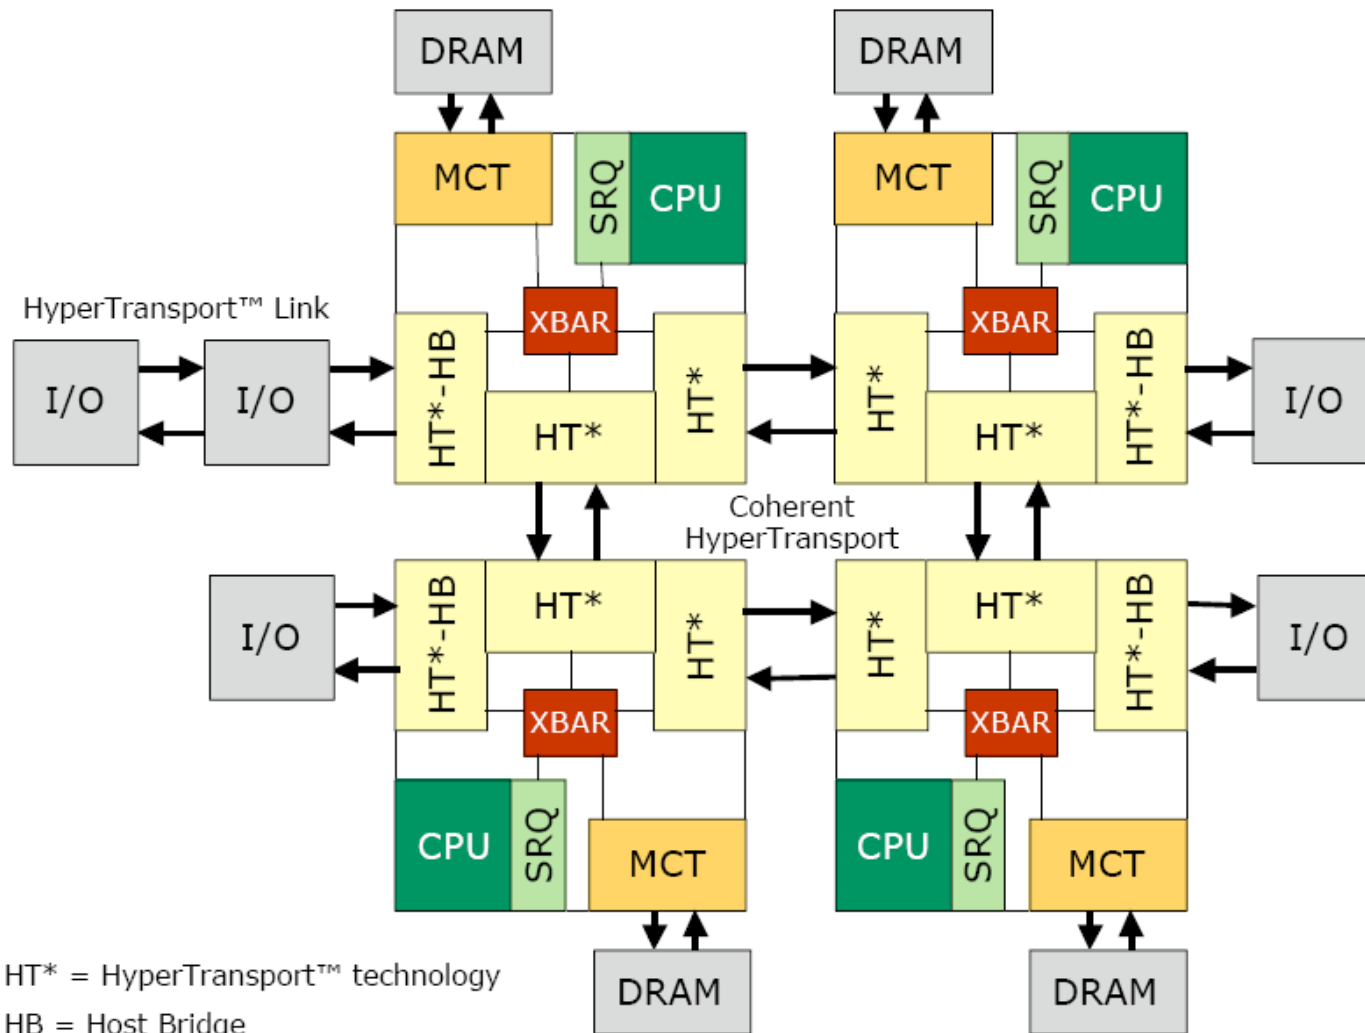 DRAM
DRAM
MCT
SRQ
CPU
MCT
SRQ
CPU
HyperTransport™ Link
XBAR
XBAR
I/O
I/O
HT*-HB
HT*
HT*
HT*
HT*
HT*-HB
I/O
Coherent
HyperTransport
I/O
HT*-HB
HT*
HT*
HT*
HT*
HT*-HB
I/O
XBAR
XBAR
CPU
SRQ
MCT
CPU
SRQ
MCT
DRAM
DRAM
HT* = HyperTransport™ technology
HB = Host Bridge